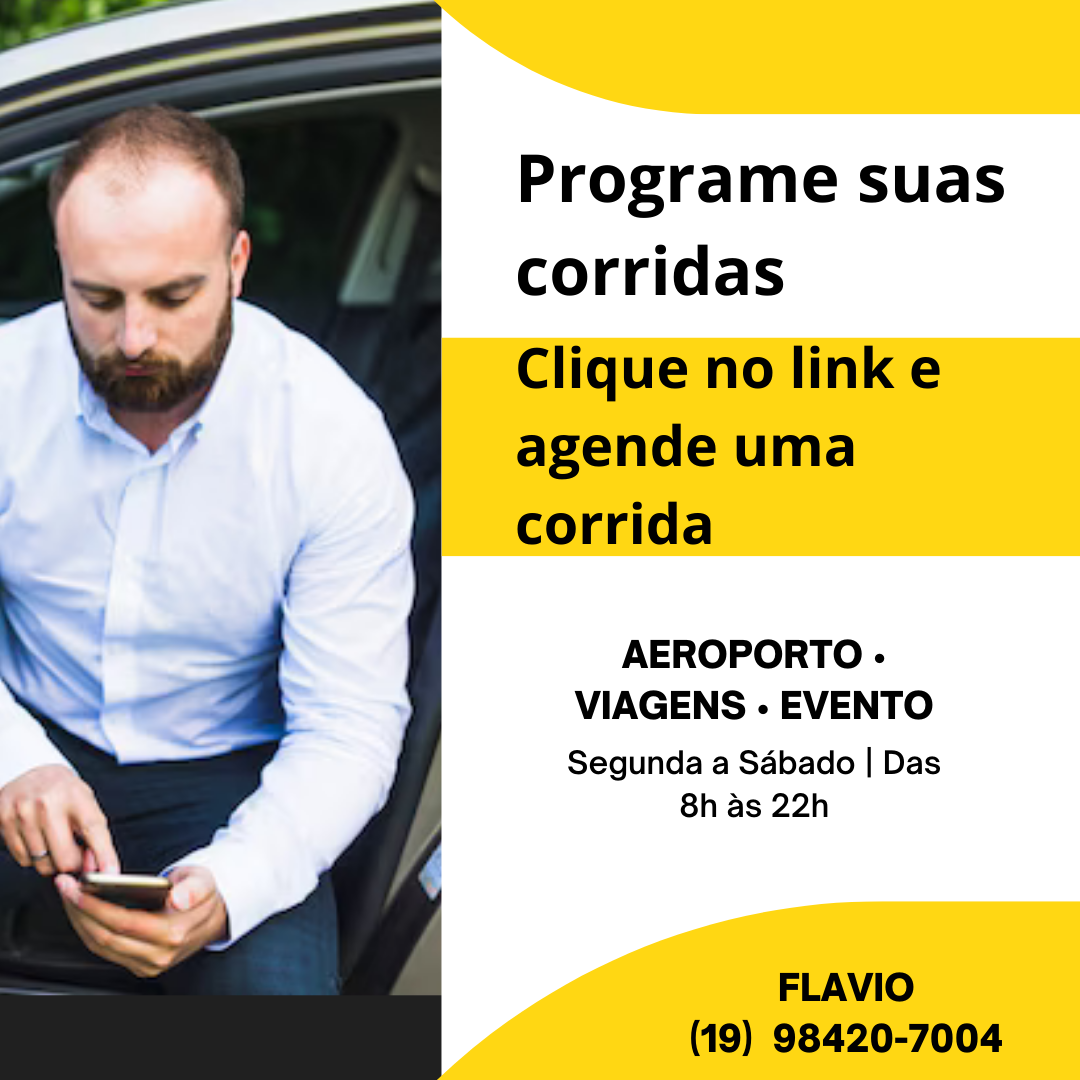 Programe suas
corridas
Clique no link e
agende uma
corrida
AEROPORTO •
VIAGENS • EVENTO
Segunda a Sábado | Das
8h às 22h
FLAVIO
(19) 98420-7004